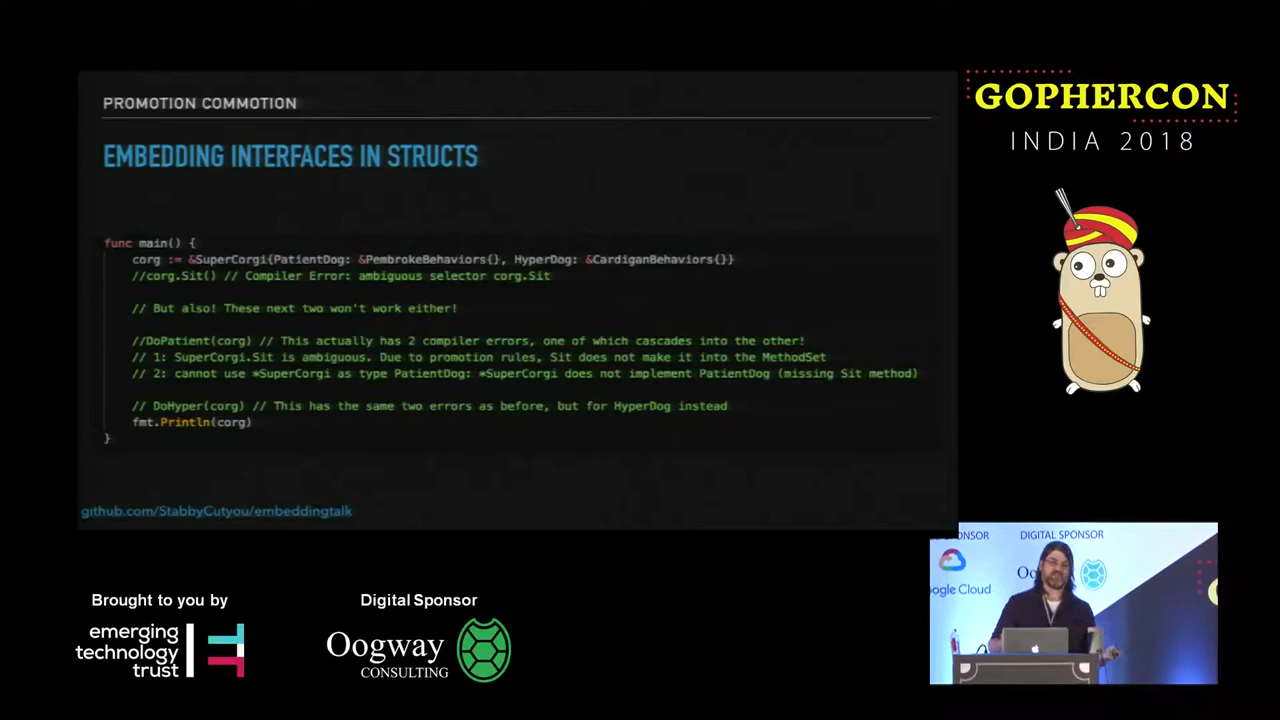 PROMOTION COMMOTION
EMBEDDING INTERFACES IN STRUCTS
func main() {
corg := &SuperCorgi{PatientDog: &PembrokeBehaviors{}, HyperDog: &CardiganBehaviors{}}
//corg.Sit() // Compiler Error: ambiguous selector corg.Sit
// But also! These next two won't work either!
//DoPatient(corg) // This actually has 2 compiler errors, one of which cascades into the other!
// 1: SuperCorgi.Sit is ambiguous. Due to promotion rules, Sit does not make it into the MethodSet
// 2: cannot use *SuperCorgi as type PatientDog: *SuperCorgi does not implement PatientDog (missing Sit method)
// DoHyper(corg) // This has the same two errors as before, but for HyperDog instead
fmt.Println(corg)
}
github.com/StabbyCutyou/embeddingtalk
GOPHERCON
INDIA 2018
Brought to you by
emerging
technology
trust
Digital Sponsor
Oogway
CONSULTING
DIGITAL SPONSOR
Cloud